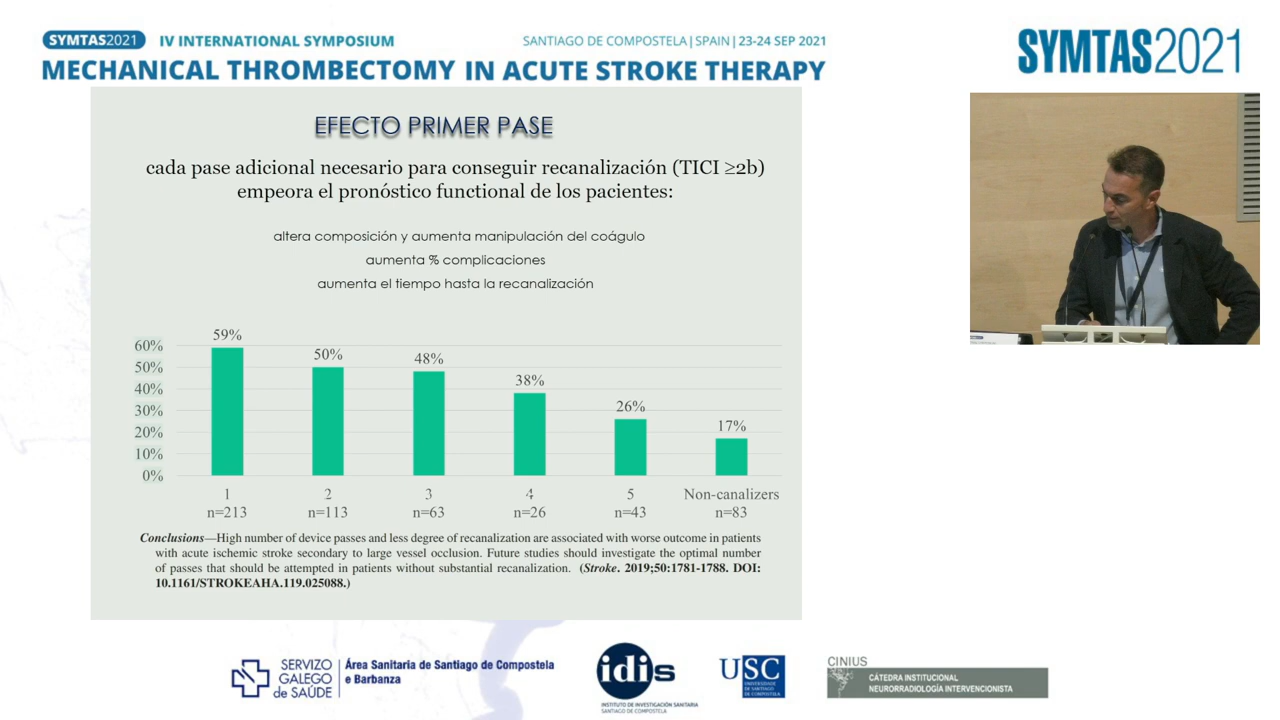 SYMTAS2021 IV INTERNATIONAL SYMPOSIUM SANTIAGO DE COMPOSTELA | SPAIN | 23-24 SEP 2021
MECHANICAL THROMBECTOMY IN ACUTE STROKE THERAPY
SYMTAS2021
EFECTO PRIMER PASE
cada pase adicional necesario para conseguir recanalización (TICI ≥2b)
empeora el pronóstico functional de los pacientes:
altera composición y aumenta manipulación del coágulo
aumenta % complicaciones
aumenta el tiempo hasta la recanalización
60%
50%
40%
30%
20%
10%
0%
59%
50%
48%
38%
26%
17%
1 2 3 4 5 Non-canalizers
n=213 n=113 n=63 n=26 n=43 n=83
Conclusions—High number of device passes and less degree of recanalization are associated with worse outcome in patients
with acute ischemic stroke secondary to large vessel occlusion. Future studies should investigate the optimal number
of passes that should be attempted in patients without substantial recanalization. (Stroke. 2019;50:1781-1788. DOI:
10.1161/STROKEAHA.119.025088.)
SERVIZO
GALEGO
de SAÚDE
Área Sanitaria de Santiago de Compostela
e Barbanza
idis
INSTITUTO DE INVESTIGACIÓN SANITARIA
SANTIAGO DE COMPOSTELA
USC
UNIVERSIDADE
DE SANTIAGO
DE COMPOSTELA
CINIUS
CÁTEDRA INSTITUCIONAL
NEURORRADIOLOGÍA INTERVENCIONISTA